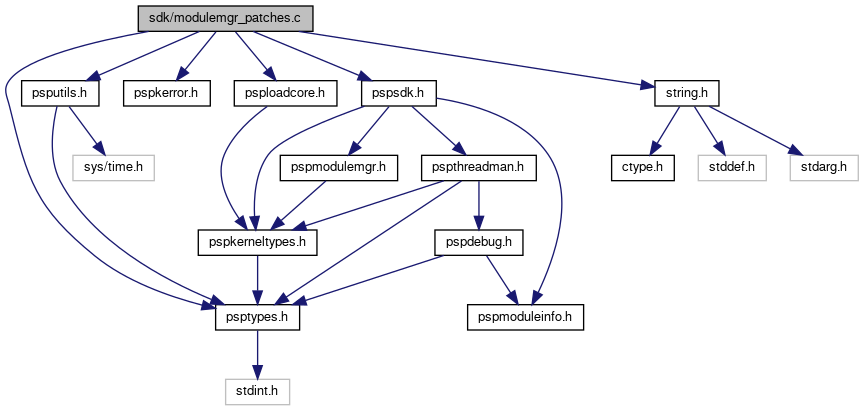 sdk/modulemgr_patches.c
psputils.h
pspkerror.h
psploadcore.h
pspsdk.h
string.h
sys/time.h
pspmodulemgr.h
pspthreadman.h
ctype.h
stddef.h
stdarg.h
pspkerneltypes.h
pspdebug.h
psptypes.h
pspmoduleinfo.h
stdint.h